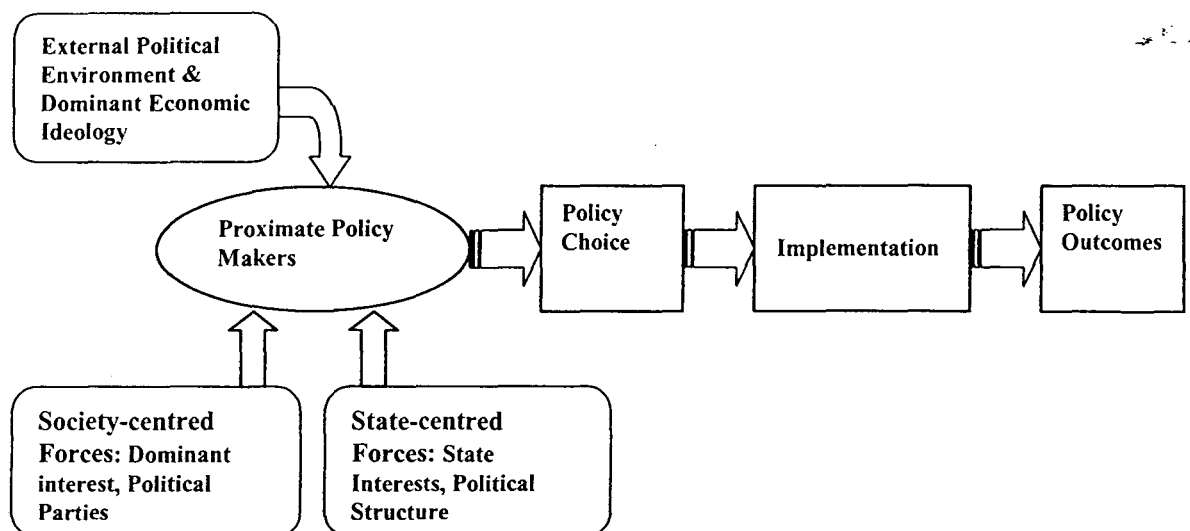 External Political
Environment &
Dominant Economic
Ideology
Proximate Policy
Makers
Policy
Choice
Implementation
Policy
Outcomes
Society-centred
Forces: Dominant
interest, Political
Parties
State-centred
Forces: State
Interests, Political
Structure